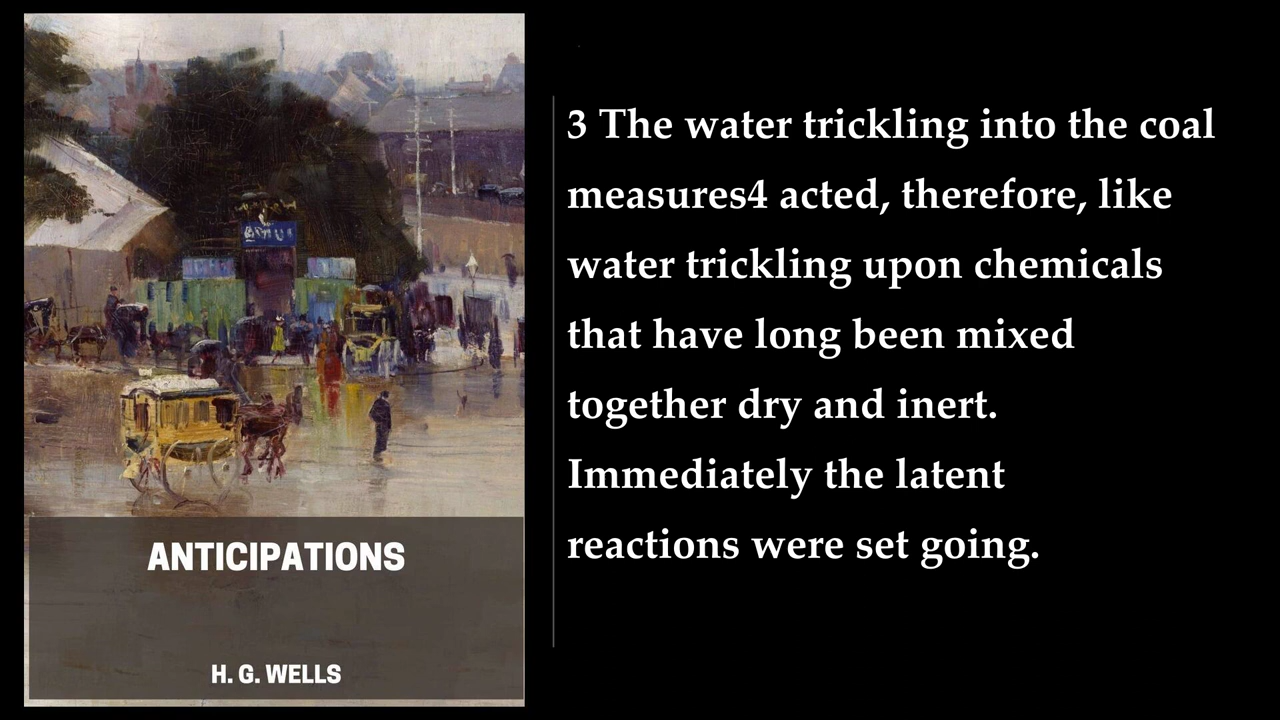 3 The water trickling into the coal
measures4 acted, therefore, like
water trickling upon chemicals
that have long been mixed
together dry and inert.
Immediately the latent
reactions were set going.
ANTICIPATIONS
H. G. WELLS